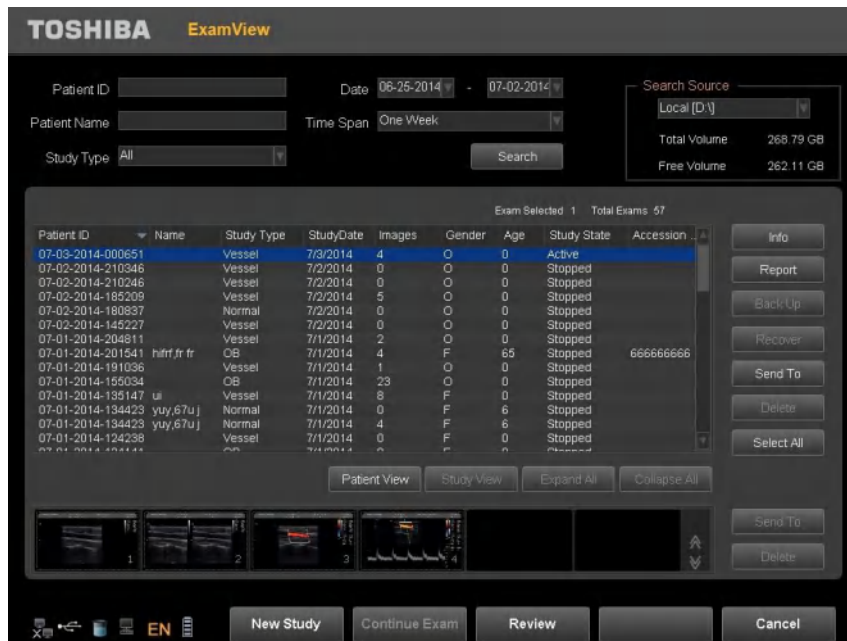 TOSHIBA ExamView
Patient ID Date 06-25-2014 - 07-02-2014 Search Source
Patient Name Time Span One Week Local [D:\]
Study Type All Search Total Volume 268.79 GB
Free Volume 262.11 GB
Exam Selected 1 Total Exams 57
Patient ID Name Study Type StudyDate Images Gender Age Study State Accession ..
07-03-2014-000651 Vessel 7/3/2014 4 O 0 Active
07-02-2014-210346 Vessel 7/2/2014 0 O 0 Stopped
07-02-2014-210246 Vessel 7/2/2014 0 O 0 Stopped
07-02-2014-185209 Vessel 7/2/2014 5 O 0 Stopped
07-02-2014-180837 Normal 7/2/2014 0 O 0 Stopped
07-02-2014-145227 Vessel 7/2/2014 0 O 0 Stopped
07-01-2014-204811 Vessel 7/1/2014 2 O 0 Stopped
07-01-2014-201541 hifrf,fr fr OB 7/1/2014 4 F 65 Stopped 666666666
07-01-2014-191036 Vessel 7/1/2014 1 O 0 Stopped
07-01-2014-155034 OB 7/1/2014 23 O 0 Stopped
07-01-2014-135147 ui Vessel 7/1/2014 8 F 0 Stopped
07-01-2014-134423 yuy,67u j Normal 7/1/2014 0 F 6 Stopped
07-01-2014-134423 yuy,67u j Normal 7/1/2014 4 F 6 Stopped
07-01-2014-124238 Vessel 7/1/2014 0 F 0 Stopped
Info
Report
Back Up
Recover
Send To
Delete
Select All
Patient View Study View Expand All Collapse All
1 2 3 4
Send To
Delete
EN New Study Continue Exam Review Cancel